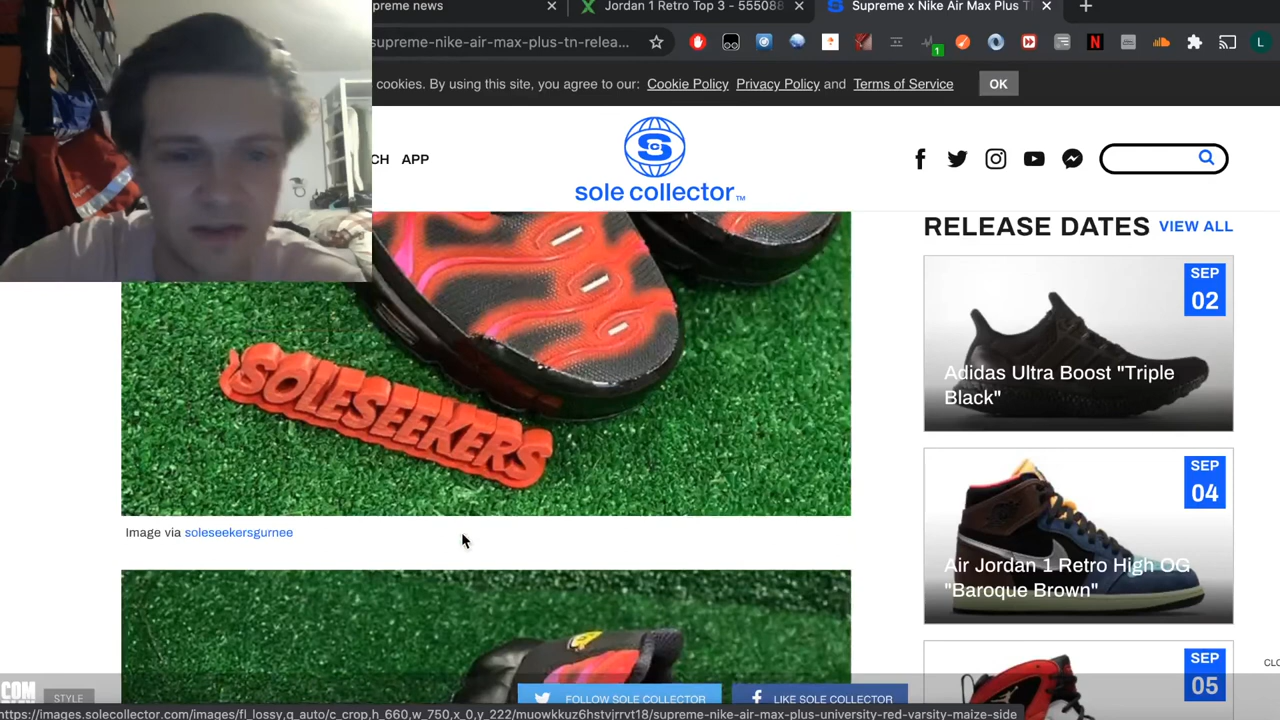 preme news
Jordan 1 Retro Top 3 - 555088
Supreme x Nike Air Max Plus T
supreme-nike-air-max-plus-tn-relea...
1
L
cookies. By using this site, you agree to our: Cookie Policy Privacy Policy and Terms of Service
OK
CH APP
sole collector™
RELEASE DATES VIEW ALL
SEP
02
Adidas Ultra Boost "Triple
Black"
SOLESEEKERS
SEP
04
Air Jordan 1 Retro High OG
"Baroque Brown"
Image via soleseekersgurnee
SEP
05
CLO
COM
STYLE
FOLLOW SOLE COLLECTOR
LIKE SOLE COLLECTOR
https://images.solecollector.com/images/fl_lossy,q_auto/c_crop,h_660,w_750,x_0,y_222/muowkkuz6hstvjrrvt18/supreme-nike-air-max-plus-university-red-varsity-maize-side